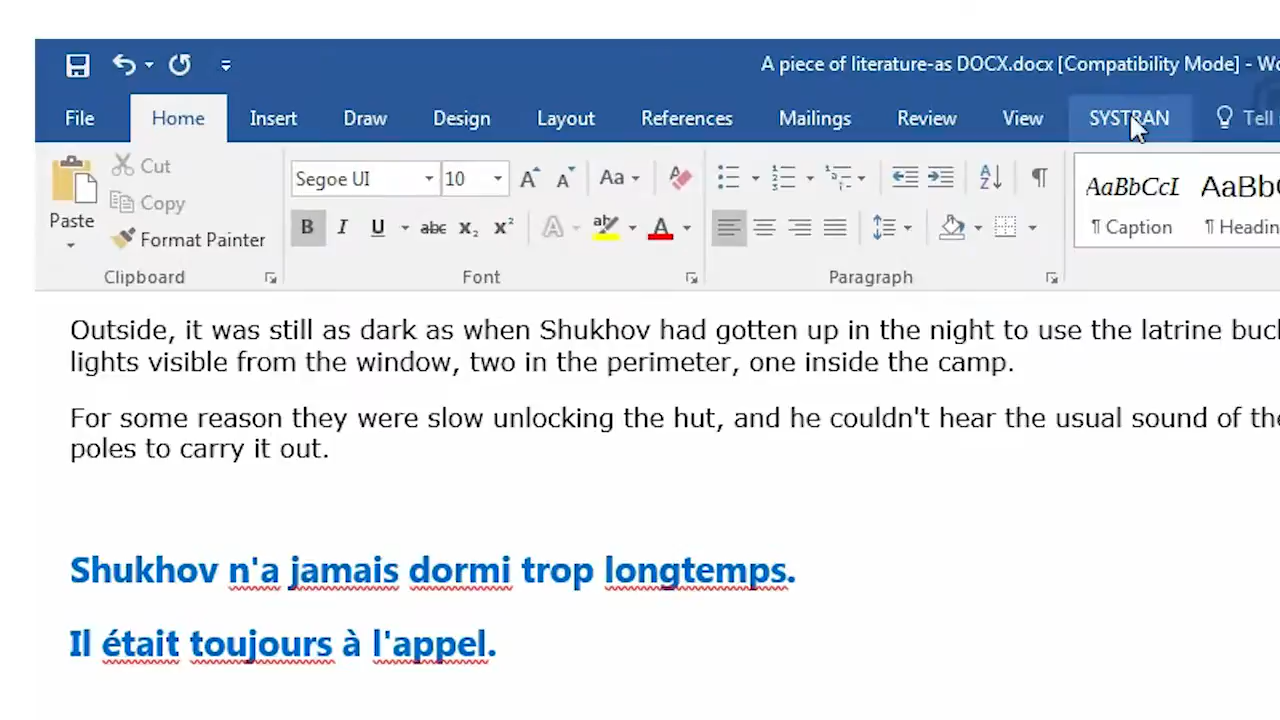 A piece of literature-as DOCX.docx [Compatibility Mode] -
File Home Insert Draw Design Layout References Mailings Review View SYSTRAN Tell
Cut
Copy
Paste
Format Painter
Clipboard
Segoe UI 10 Aa
B I U abc x₂ x² A ab A
Font
A Z ¶
Paragraph
AaBbCcI
¶ Caption
Outside, it was still as dark as when Shukhov had gotten up in the night to use the latrine
lights visible from the window, two in the perimeter, one inside the camp.
For some reason they were slow unlocking the hut, and he couldn't hear the usual sound of
poles to carry it out.
Shukhov n'a jamais dormi trop longtemps.
Il était toujours à l'appel.